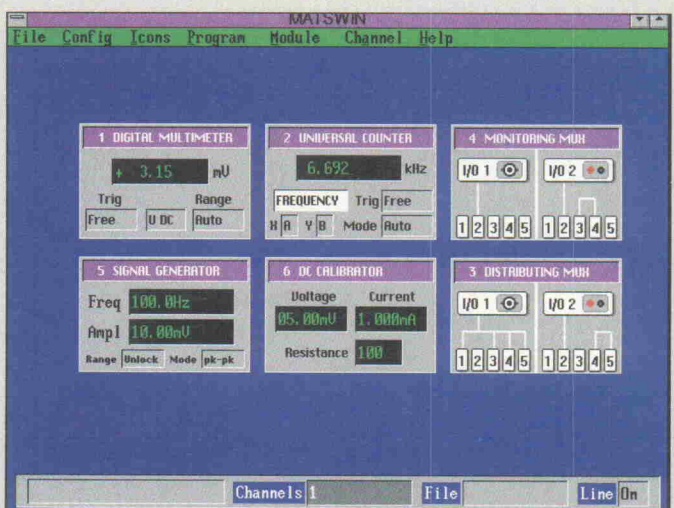 MATSWIN
File Config Icons Program Module Channel Help
1 DIGITAL MULTIMETER
+ 3.15 mV
Trig Range
Free U DC Auto
2 UNIVERSAL COUNTER
6.692 kHz
FREQUENCY Trig Free
X A Y B Mode Auto
4 MONITORING MUX
I/O 1 I/O 2
1 2 3 4 5 1 2 3 4 5
5 SIGNAL GENERATOR
Freq 100.0Hz
Ampl 10.00mV
Range Unlock Mode pk-pk
6 DC CALIBRATOR
Voltage Current
05.00mV 1.000mA
Resistance 100
3 DISTRIBUTING MUX
I/O 1 I/O 2
1 2 3 4 5 1 2 3 4 5
Channels 1 File Line On